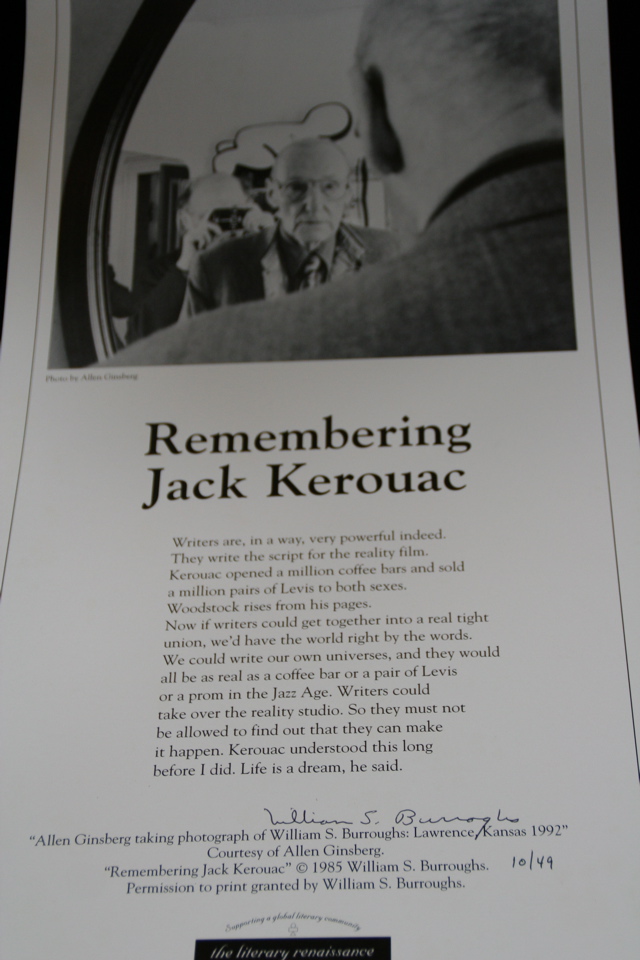 Photo by Allen Ginsberg
Remembering
Jack Kerouac
Writers are, in a way, very powerful indeed.
They write the script for the reality film.
Kerouac opened a million coffee bars and sold
a million pairs of Levis to both sexes.
Woodstock rises from his pages.
Now if writers could get together into a real tight
union, we'd have the world right by the words.
We could write our own universes, and they would
all be as real as a coffee bar or a pair of Levis
or a prom in the Jazz Age. Writers could
take over the reality studio. So they must not
be allowed to find out that they can make
it happen. Kerouac understood this long
before I did. Life is a dream, he said.
William S. Burroughs
"Allen Ginsberg taking photograph of William S. Burroughs: Lawrence, Kansas 1992"
Courtesy of Allen Ginsberg.
"Remembering Jack Kerouac" © 1985 William S. Burroughs. 10/49
Permission to print granted by William S. Burroughs.
Supporting a global literary community
the literary renaissance